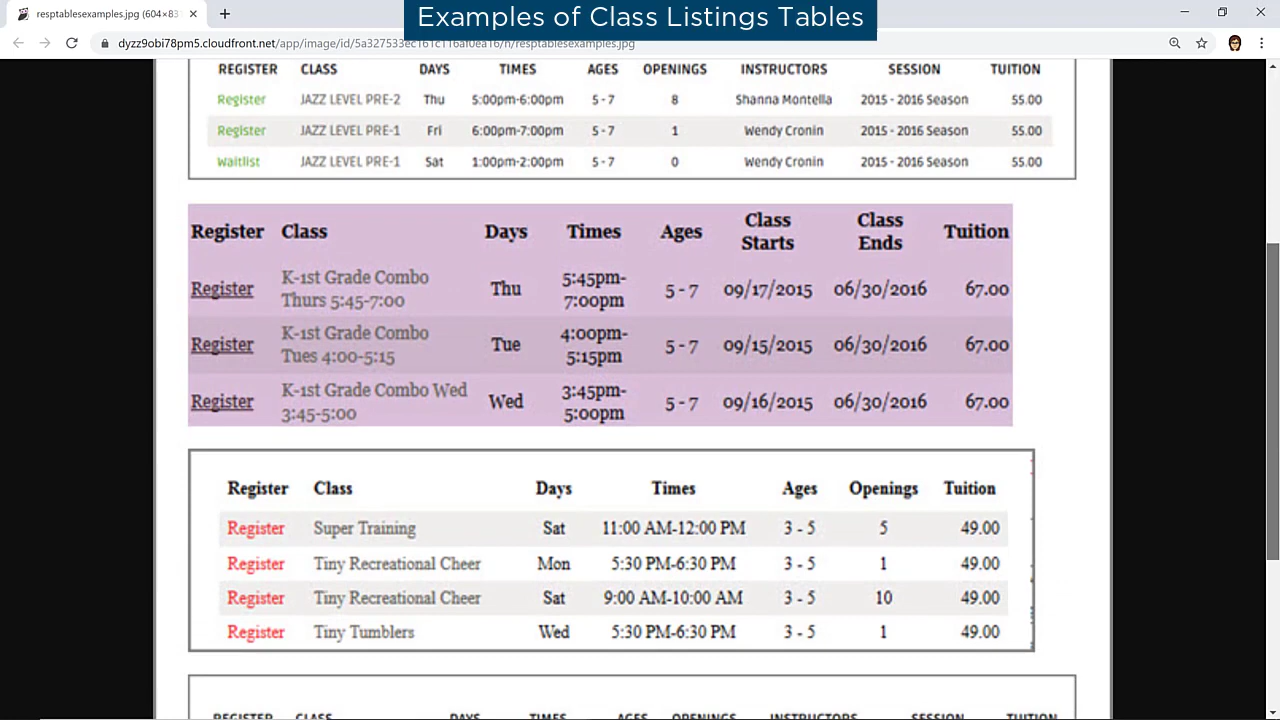 resptablesexamples.jpg (604×83
Examples of Class Listings Tables
dyzz9obi78pm5.cloudfront.net/app/image/id/5a327533ec161c116af0ea16/n/resptablesexamples.jpg
REGISTER CLASS DAYS TIMES AGES OPENINGS INSTRUCTORS SESSION TUITION
Register JAZZ LEVEL PRE-2 Thu 5:00pm-6:00pm 5 - 7 8 Shanna Montella 2015 - 2016 Season 55.00
Register JAZZ LEVEL PRE-1 Fri 6:00pm-7:00pm 5 - 7 1 Wendy Cronin 2015 - 2016 Season 55.00
Waitlist JAZZ LEVEL PRE-1 Sat 1:00pm-2:00pm 5 - 7 0 Wendy Cronin 2015 - 2016 Season 55.00
Register Class Days Times Ages Class Starts Class Ends Tuition
Register K-1st Grade Combo Thurs 5:45-7:00 Thu 5:45pm-7:00pm 5 - 7 09/17/2015 06/30/2016 67.00
Register K-1st Grade Combo Tues 4:00-5:15 Tue 4:00pm-5:15pm 5 - 7 09/15/2015 06/30/2016 67.00
Register K-1st Grade Combo Wed 3:45-5:00 Wed 3:45pm-5:00pm 5 - 7 09/16/2015 06/30/2016 67.00
Register Class Days Times Ages Openings Tuition
Register Super Training Sat 11:00 AM-12:00 PM 3 - 5 5 49.00
Register Tiny Recreational Cheer Mon 5:30 PM-6:30 PM 3 - 5 1 49.00
Register Tiny Recreational Cheer Sat 9:00 AM-10:00 AM 3 - 5 10 49.00
Register Tiny Tumblers Wed 5:30 PM-6:30 PM 3 - 5 1 49.00
REGISTER CLASS DAYS TIMES AGES OPENINGS INSTRUCTORS SESSION TUITION